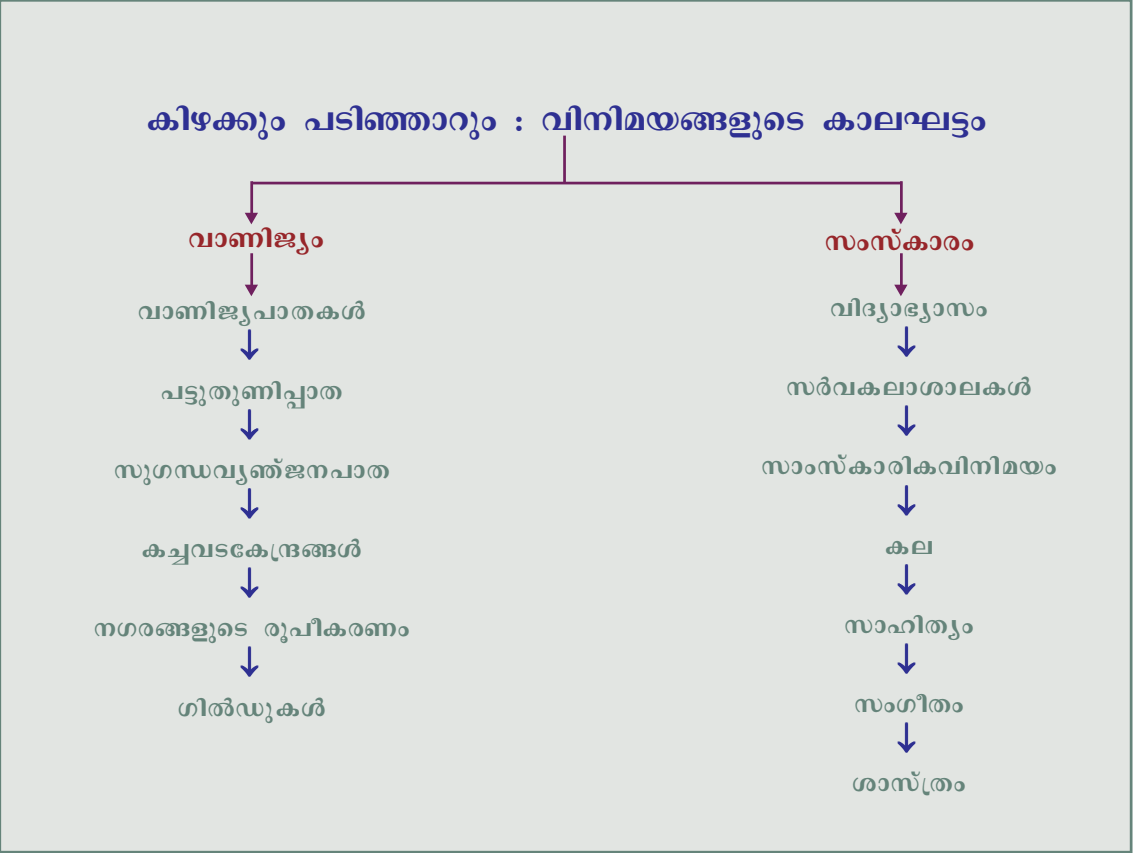 കിഴക്കും പടിഞ്ഞാറും : വിനിമയങ്ങളുടെ കാലഘട്ടം
വാണിജ്യം
വാണിജ്യപാതകൾ
പട്ടുതുണിപ്പാത
സുഗന്ധവ്യഞ്ജനപാത
കച്ചവടകേന്ദ്രങ്ങൾ
നഗരങ്ങളുടെ രൂപീകരണം
ഗിൽഡുകൾ
സംസ്കാരം
വിദ്യാഭ്യാസം
സർവകലാശാലകൾ
സാംസ്കാരികവിനിമയം
കല
സാഹിത്യം
സംഗീതം
ശാസ്ത്രം